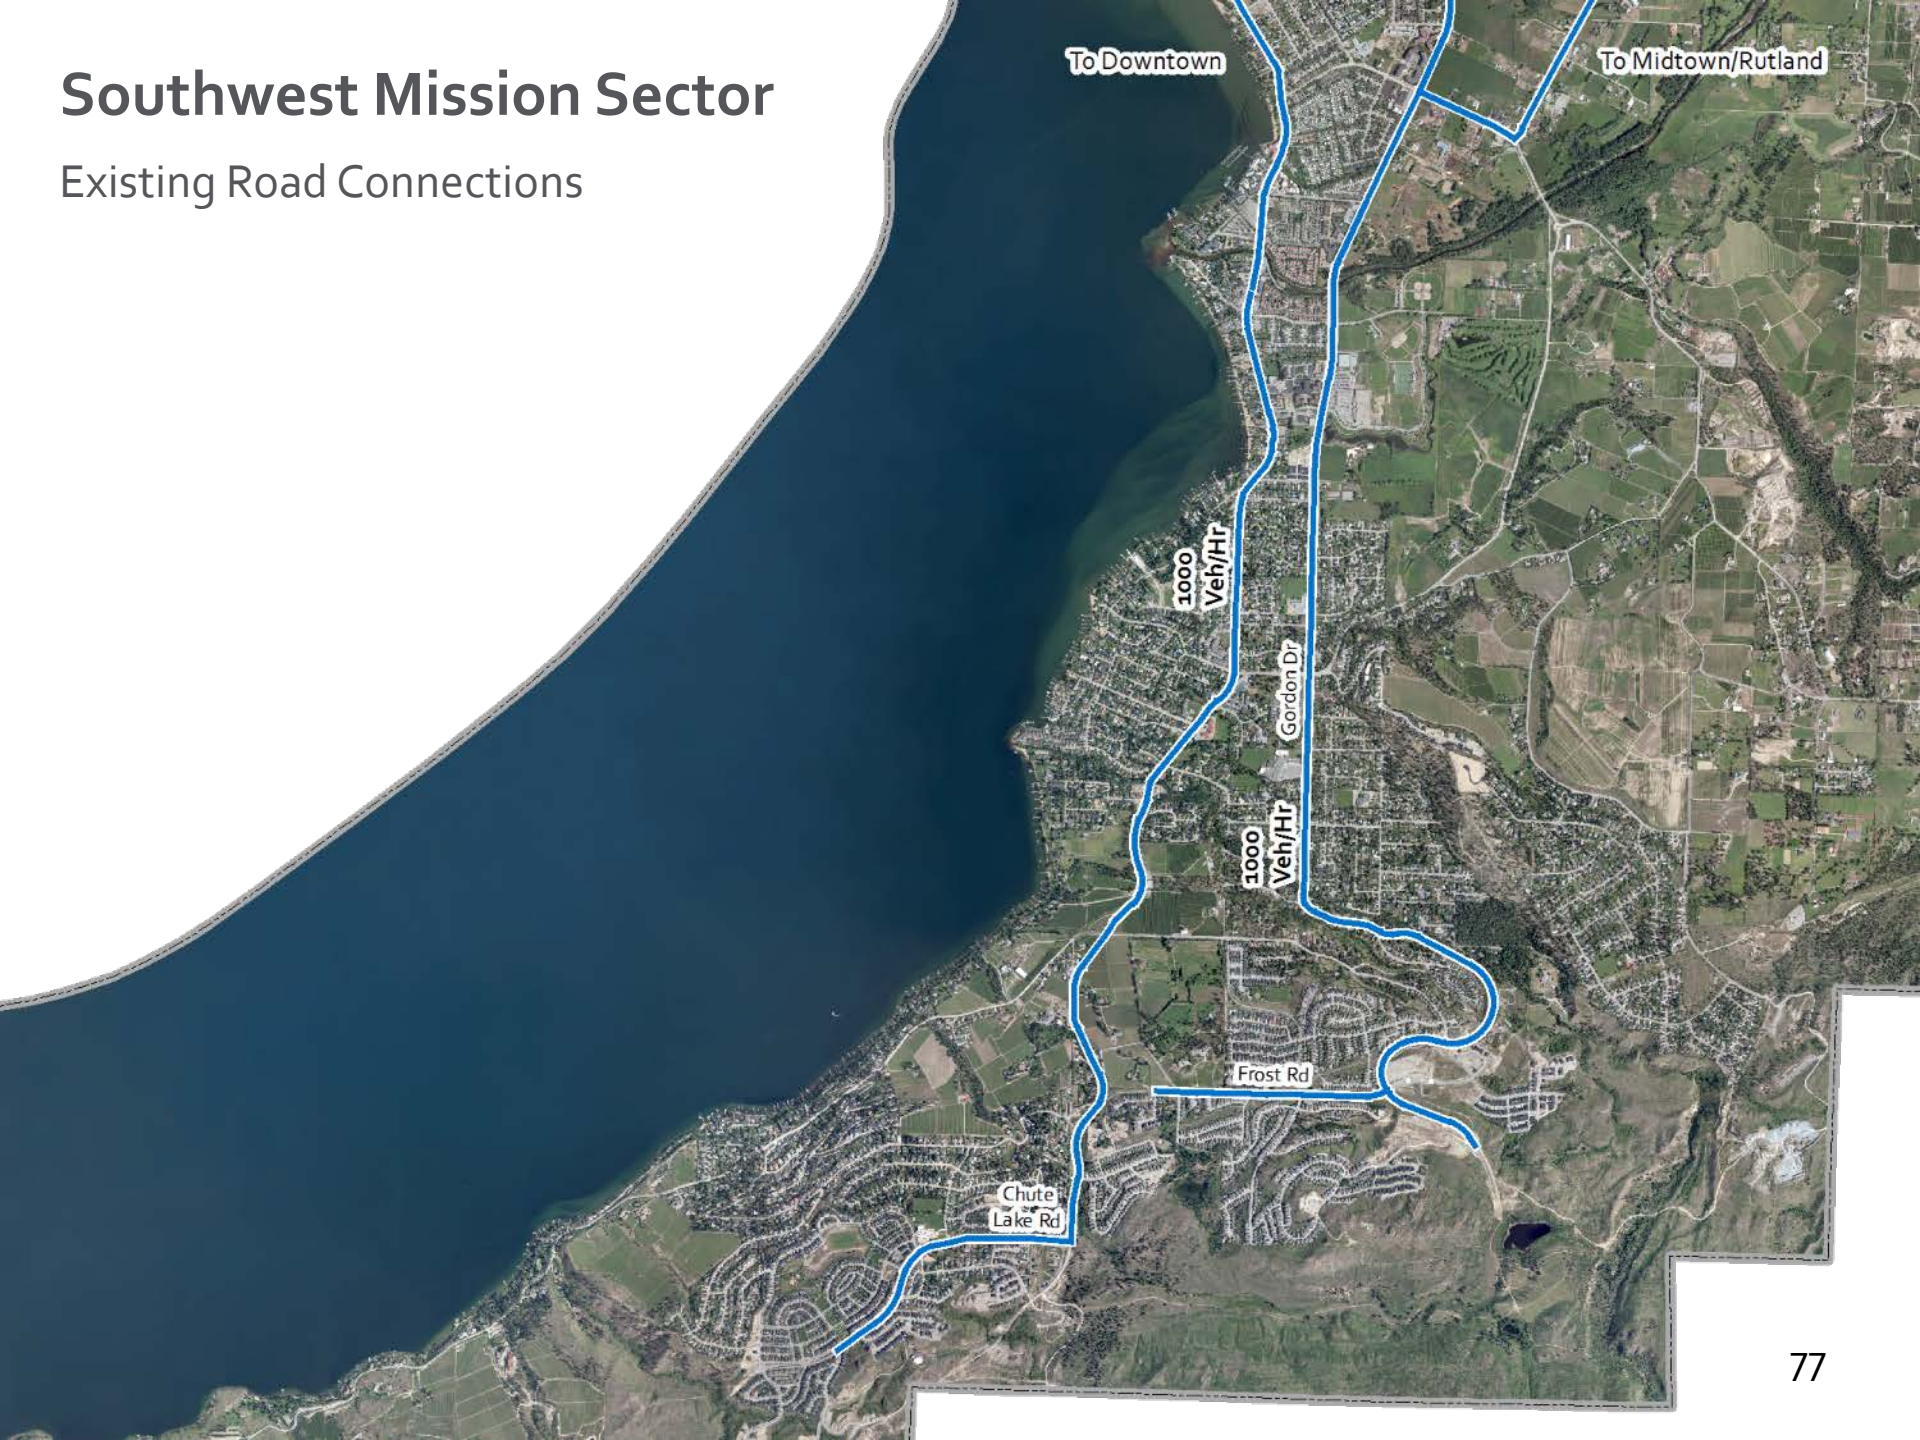 Southwest Mission Sector
Existing Road Connections
To Downtown
To Midtown/Rutland
1000
Veh/Hr
Gordon Dr
1000
Veh/Hr
Frost Rd
Chute
Lake Rd
77